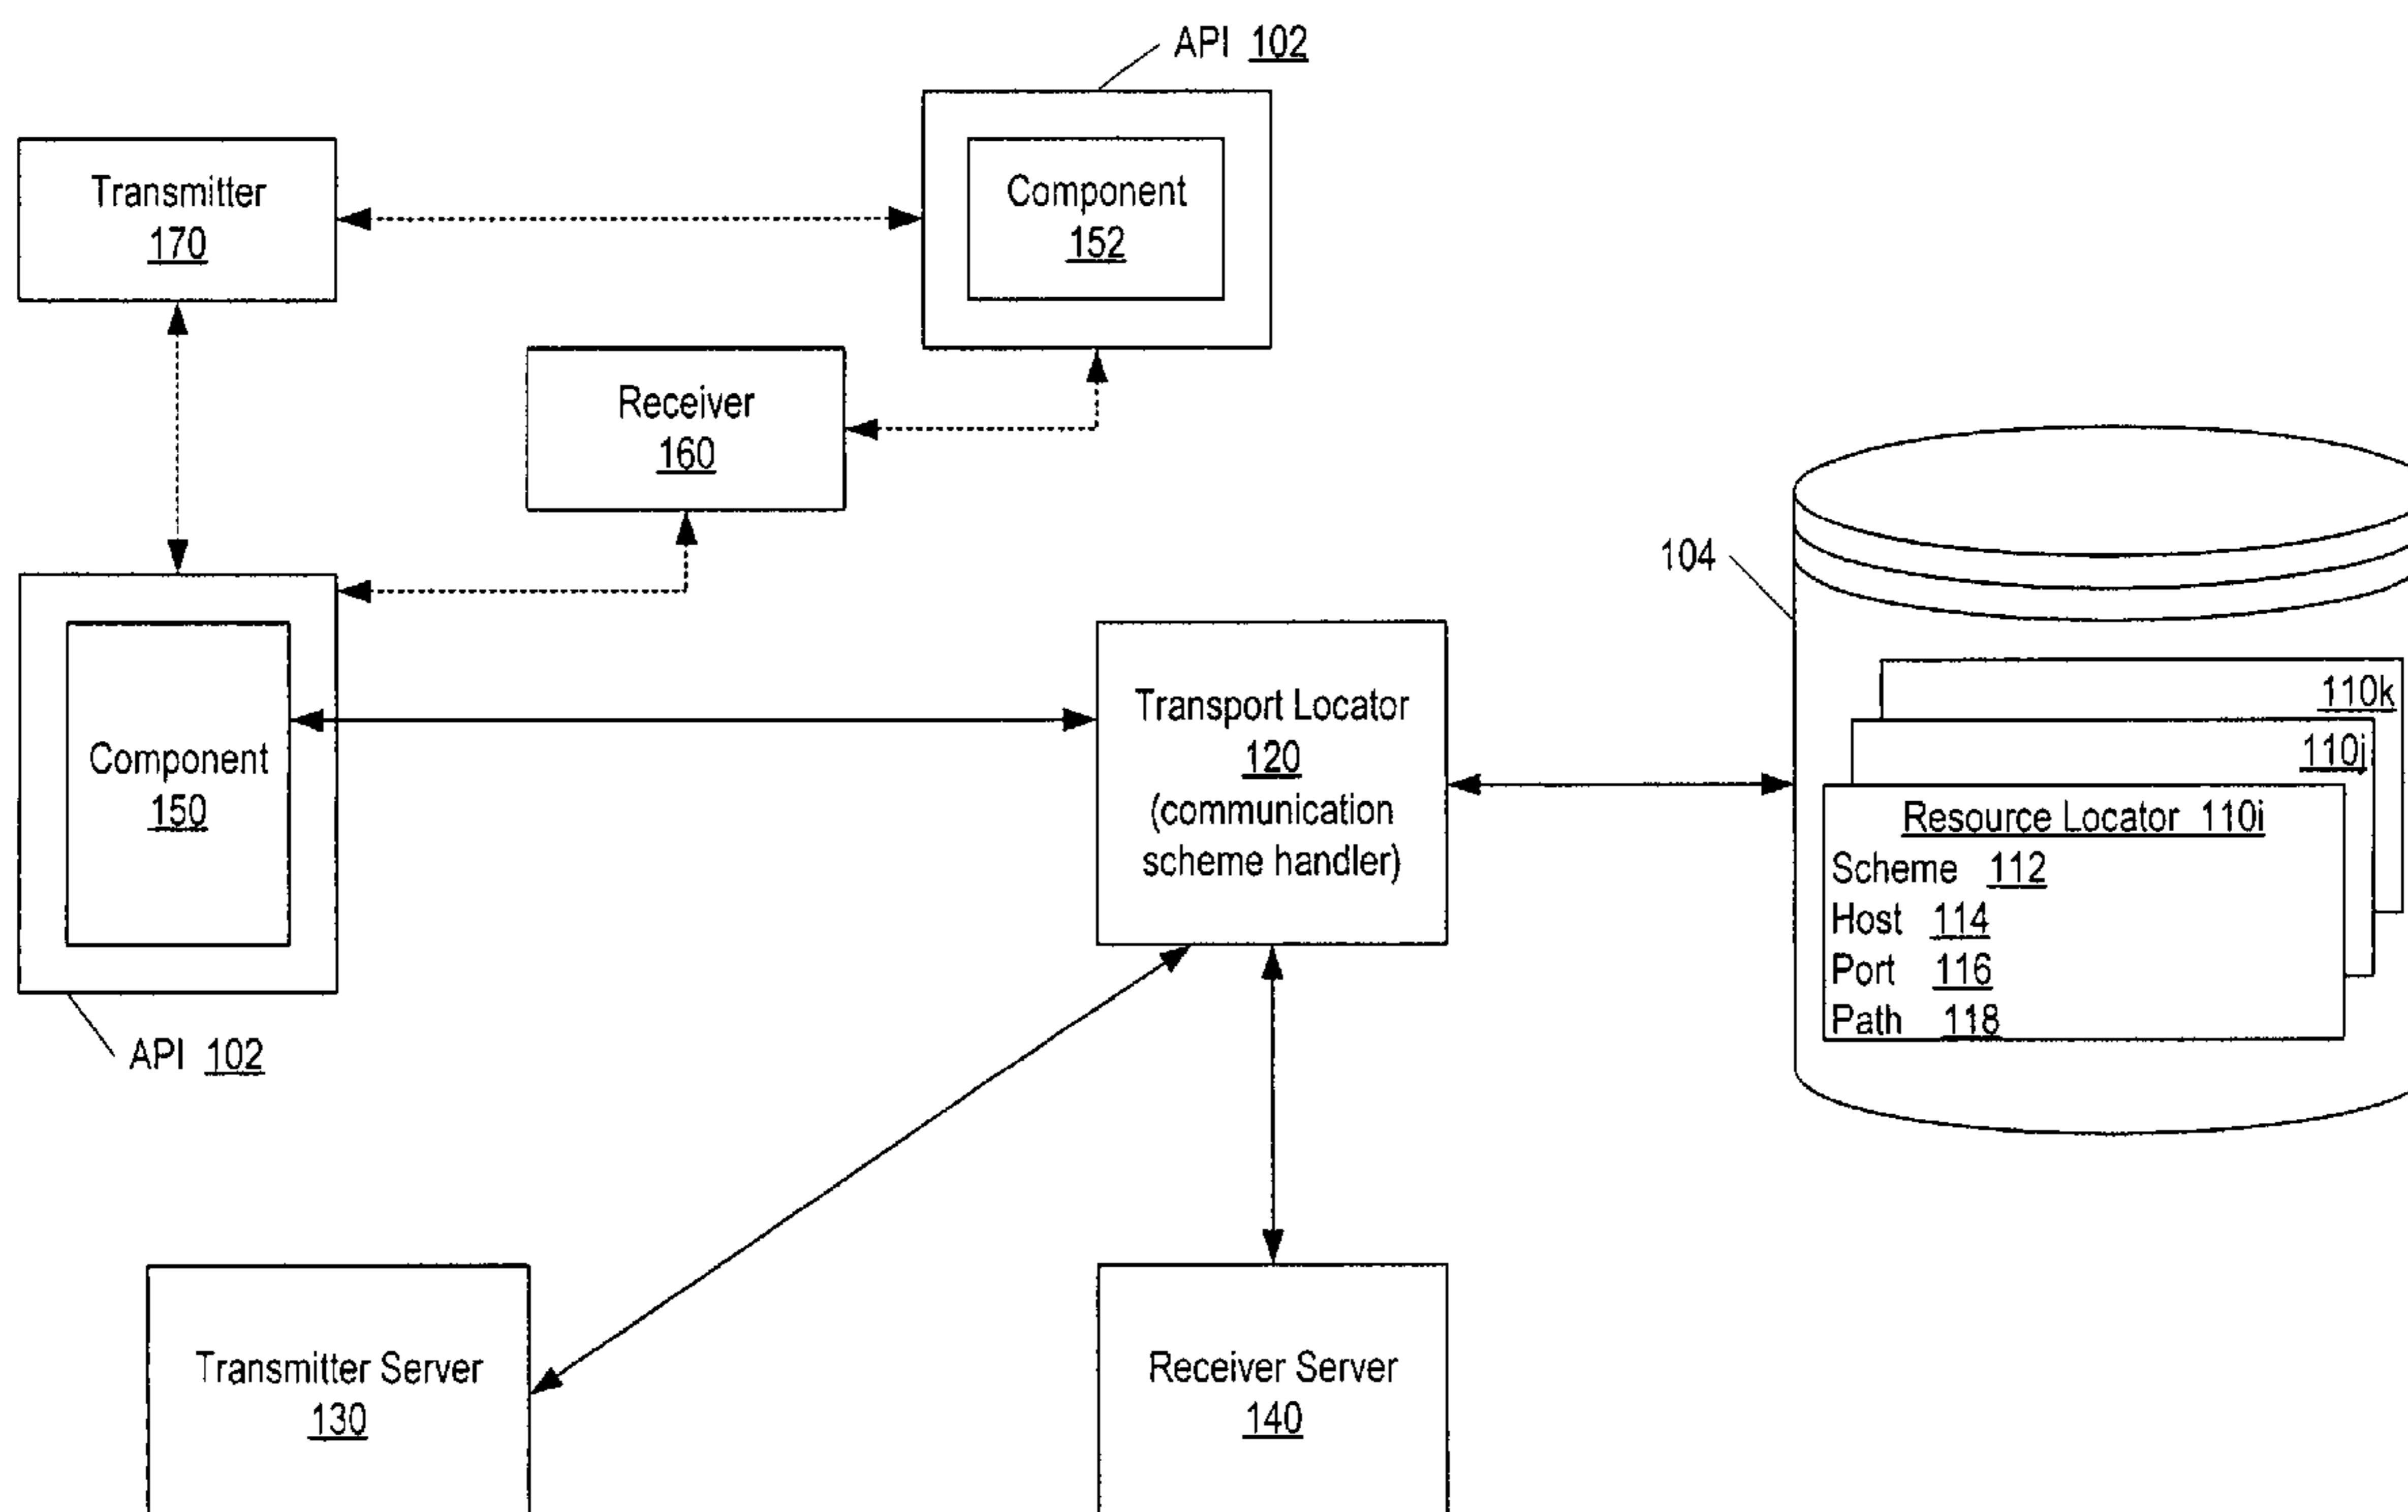 API 102
Transmitter
170
Component
152
Receiver
160
104
Component
150
Transport Locator
120
(communication
scheme handler)
110k
110j
Resource Locator 110i
Scheme 112
Host 114
Port 116
Path 118
API 102
Transmitter Server
130
Receiver Server
140